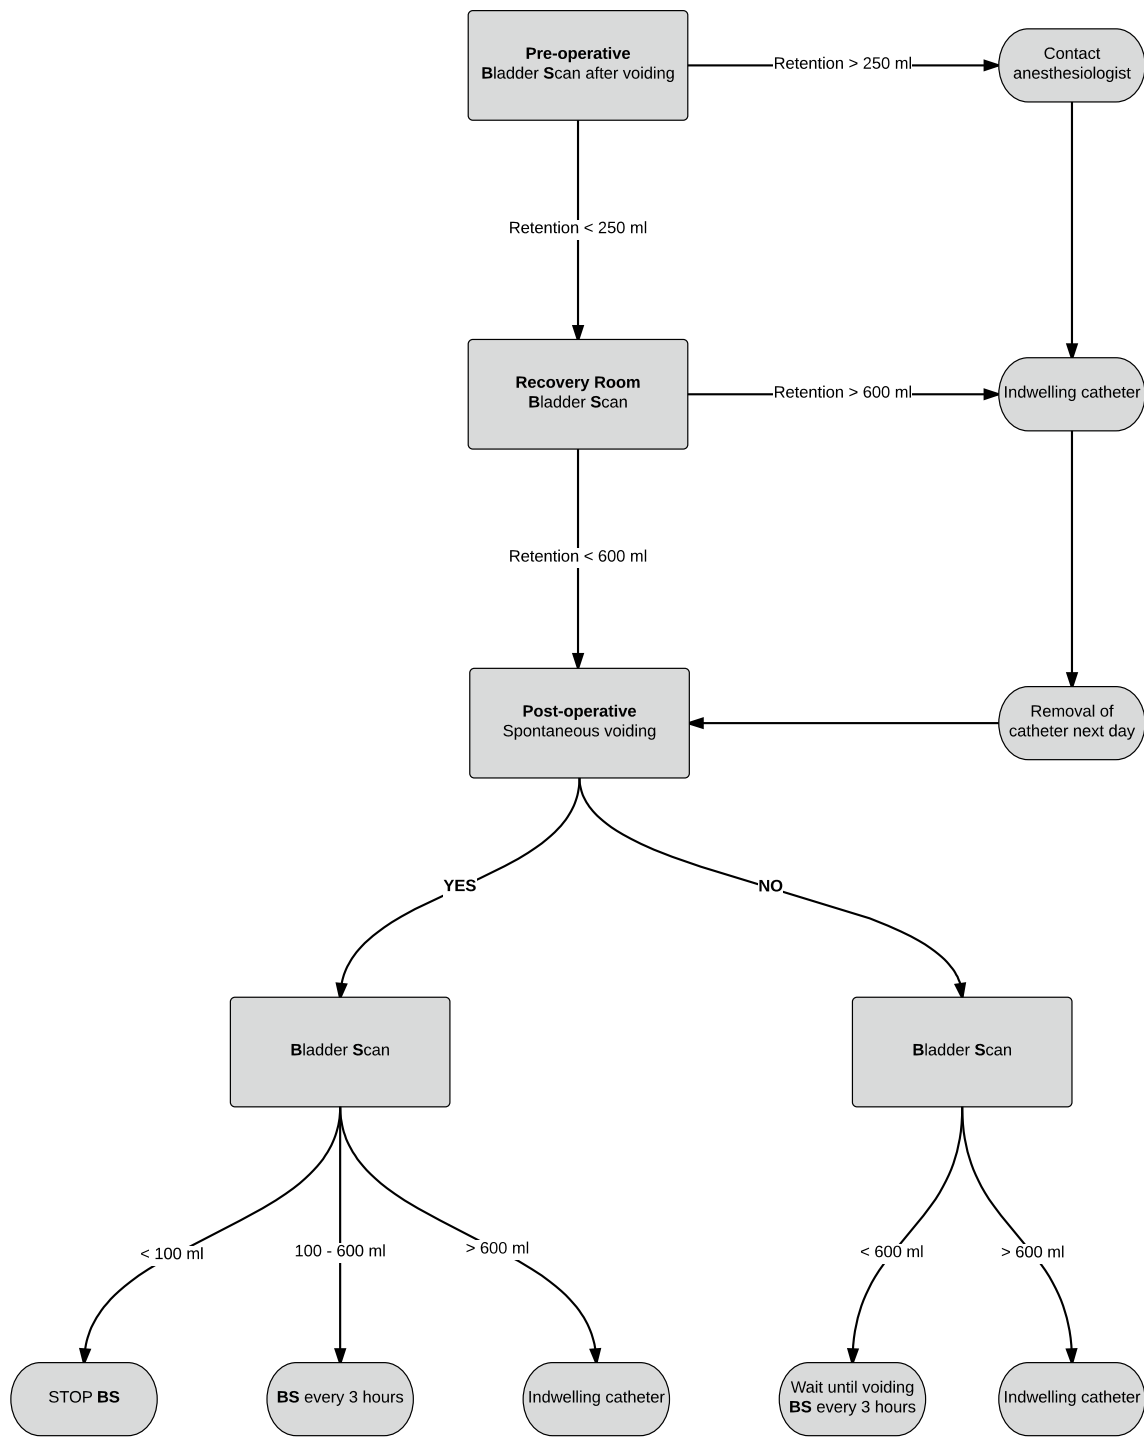 Pre-operative
Bladder Scan after voiding
Retention > 250 ml
Contact
anesthesiologist
Retention < 250 ml
Recovery Room
Bladder Scan
Retention > 600 ml
Indwelling catheter
Retention < 600 ml
Post-operative
Spontaneous voiding
Removal of
catheter next day
YES
NO
Bladder Scan
Bladder Scan
< 100 ml
100 - 600 ml
> 600 ml
< 600 ml
> 600 ml
STOP BS
BS every 3 hours
Indwelling catheter
Wait until voiding
BS every 3 hours
Indwelling catheter